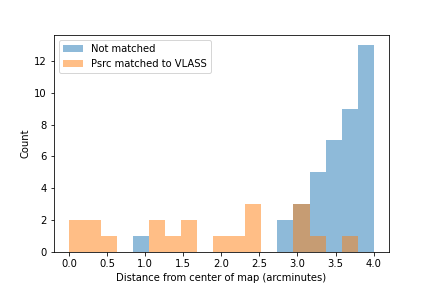 Not matched
Psrc matched to VLASS
Count
12
10
8
6
4
2
0
0.0 0.5 1.0 1.5 2.0 2.5 3.0 3.5 4.0
Distance from center of map (arcminutes)